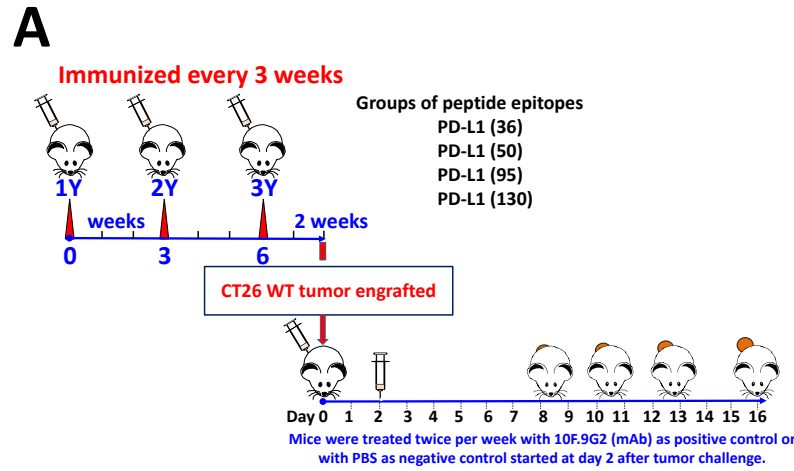 A
Immunized every 3 weeks
Groups of peptide epitopes
PD-L1 (36)
PD-L1 (50)
PD-L1 (95)
PD-L1 (130)
1Y 2Y 3Y
weeks 2 weeks
0 3 6
CT26 WT tumor engrafted
Day 0 1 2 3 4 5 6 7 8 9 10 11 12 13 14 15 16
Mice were treated twice per week with 10F.9G2 (mAb) as positive control or
with PBS as negative control started at day 2 after tumor challenge.